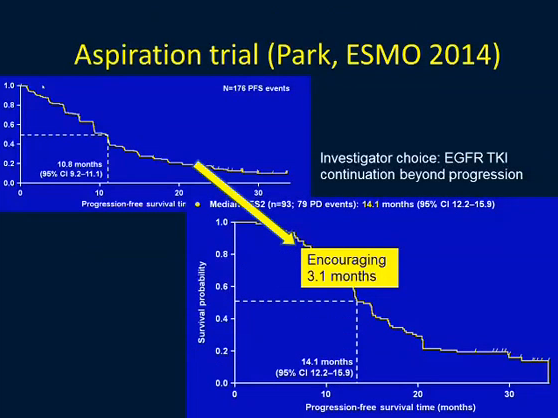 Aspiration trial (Park, ESMO 2014)
1.0
0.8
0.6
0.4
0.2
0.0
N=176 PFS events
10.8 months
(95% CI 9.2–11.1)
0
10
20
30
Progression-free survival
Investigator choice: EGFR TKI
continuation beyond progression
(n=93; 79 PD events): 14.1 months (95% CI 12.2–15.9)
Encouraging
3.1 months
Survival probability
1.0
0.8
0.6
0.4
0.2
0
14.1 months
(95% CI 12.2–15.9)
0
10
20
30
Progression-free survival time (months)